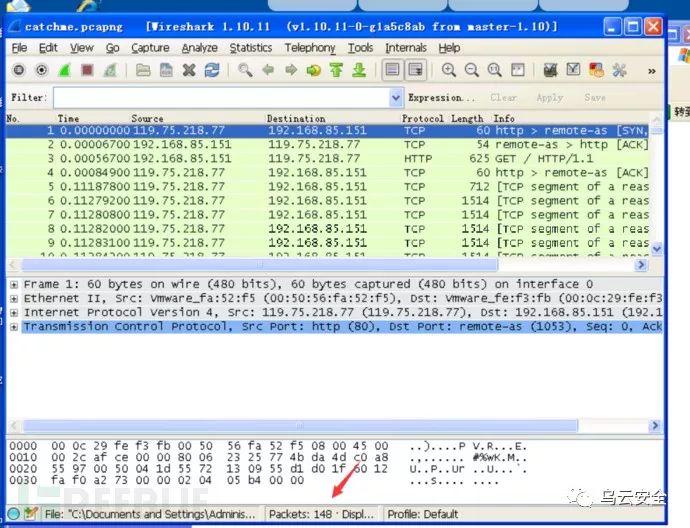 catchme.pcapng [Wireshark 1.10.11 (v1.10.11-0-g1a5c8ab from master-1.10)]
File Edit View Go Capture Analyze Statistics Telephony Tools Internals Help
Filter: Expression... Clear Apply Save
转到
No. Time Source Destination Protocol Length Info
1 0.00000000 119.75.218.77 192.168.85.151 TCP 60 http > remote-as [SYN,
2 0.00006700 192.168.85.151 119.75.218.77 TCP 54 remote-as > http [ACK]
3 0.00056700 192.168.85.151 119.75.218.77 HTTP 625 GET / HTTP/1.1
4 0.00084900 119.75.218.77 192.168.85.151 TCP 60 http > remote-as [ACK]
5 0.11187800 119.75.218.77 192.168.85.151 TCP 712 [TCP segment of a reas
6 0.11279200 119.75.218.77 192.168.85.151 TCP 1514 [TCP segment of a reas
7 0.11280800 119.75.218.77 192.168.85.151 TCP 1514 [TCP segment of a reas
8 0.11282000 119.75.218.77 192.168.85.151 TCP 1514 [TCP segment of a reas
9 0.11283100 119.75.218.77 192.168.85.151 TCP 1514 [TCP segment of a reas
Frame 1: 60 bytes on wire (480 bits), 60 bytes captured (480 bits) on interface 0
Ethernet II, Src: Vmware_fa:52:f5 (00:50:56:fa:52:f5), Dst: Vmware_fe:f3:fb (00:0c:29:fe:f3
Internet Protocol Version 4, Src: 119.75.218.77 (119.75.218.77), Dst: 192.168.85.151 (192.1
Transmission Control Protocol, Src Port: http (80), Dst Port: remote-as (1053), Seq: 0, Ack
0000 00 0c 29 fe f3 fb 00 50 56 fa 52 f5 08 00 45 00 ..)....P V.R...E.
0010 00 2c af ce 00 00 80 06 23 25 77 4b da 4d c0 a8 .,...... #%wK.M..
0020 55 97 00 50 04 1d 55 72 13 09 55 d1 d0 1f 60 12 U..P..Ur ..U...`.
0030 fa f0 a2 73 00 00 02 04 05 b4 00 00 ...s.... ....
FREEBUF
乌云安全
File: "C:\Documents and Settings\Adminis... Packets: 148 · Displ... Profile: Default